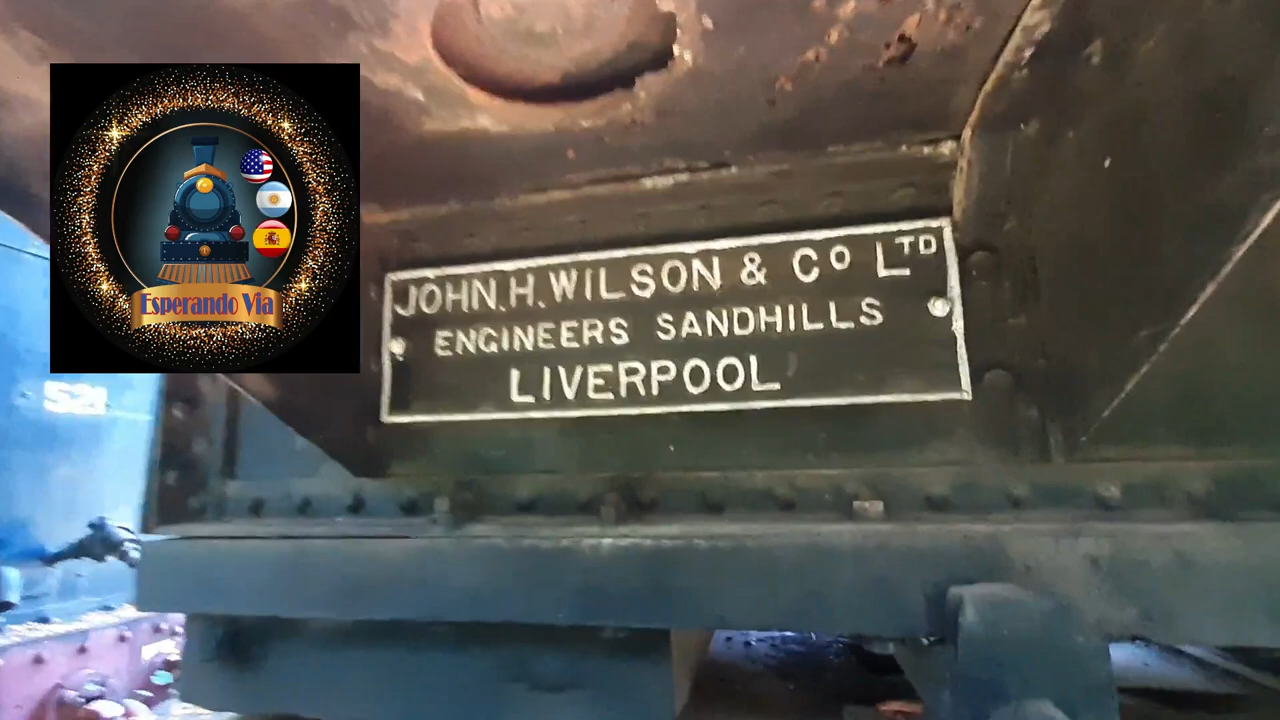 Esperando Via
JOHN.H.WILSON & Co LTD
ENGINEERS SANDHILLS
LIVERPOOL